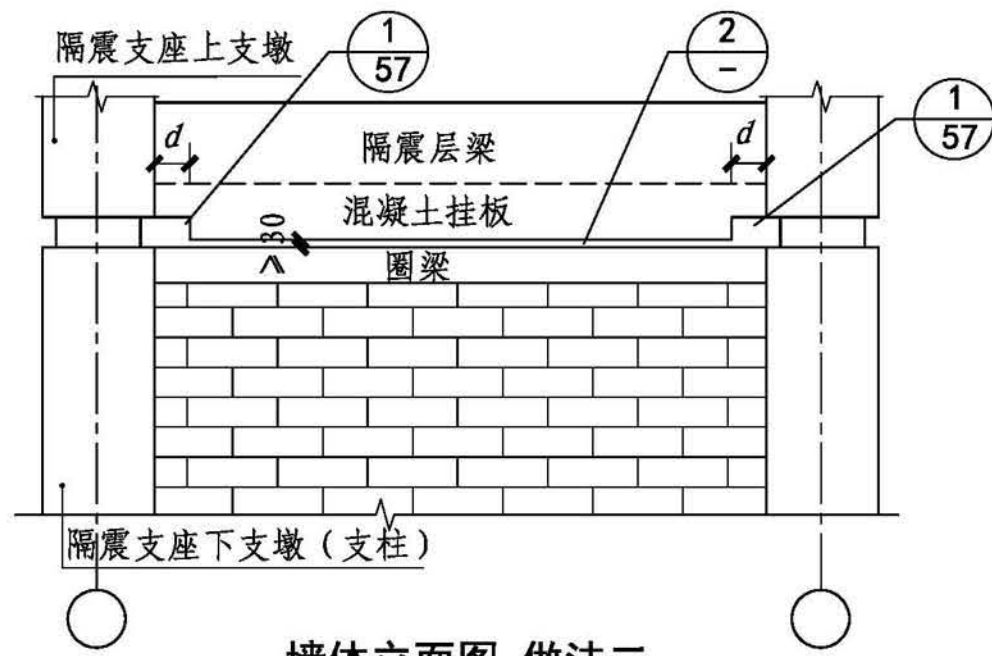 隔震支座上支墩
1
57
2
–
1
57
d
d
隔震层梁
混凝土挂板
≥30
圈梁
隔震支座下支墩（支柱）
墙体立面图 做法二